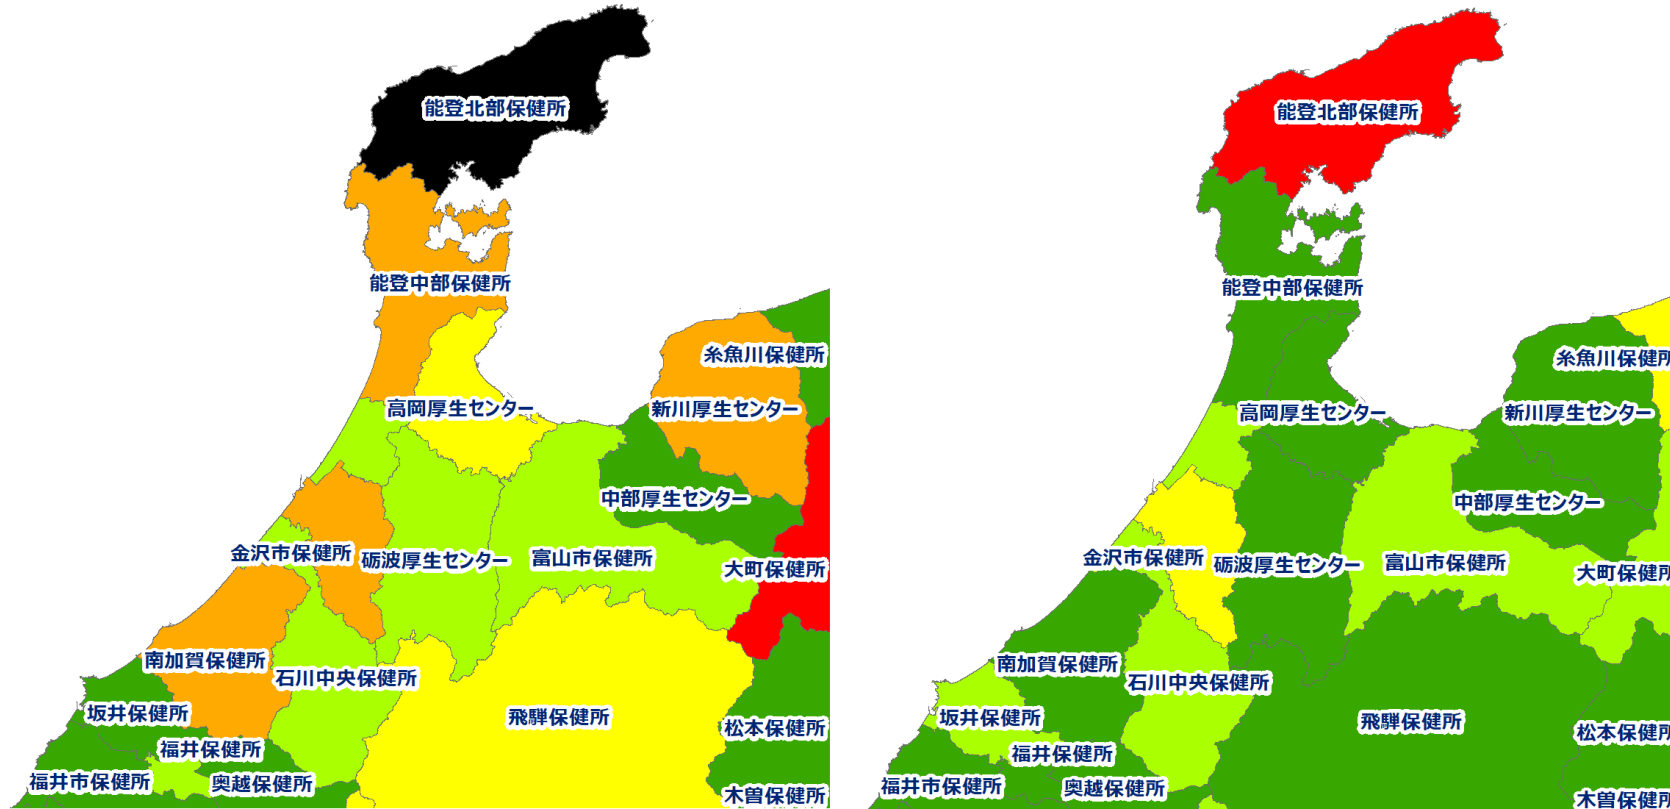 能登北部保健所
能登中部保健所
糸魚川保健所
高岡厚生センター
新川厚生センター
中部厚生センター
金沢市保健所
砺波厚生センター
富山市保健所
大町保健所
南加賀保健所
石川中央保健所
坂井保健所
飛騨保健所
松本保健所
福井保健所
福井市保健所
奥越保健所
木曽保健所
能登北部保健所
能登中部保健所
糸魚川保健所
高岡厚生センター
新川厚生センター
中部厚生センター
金沢市保健所
砺波厚生センター
富山市保健所
大町保健所
南加賀保健所
石川中央保健所
坂井保健所
飛騨保健所
松本保健所
福井保健所
福井市保健所
奥越保健所
木曽保健所